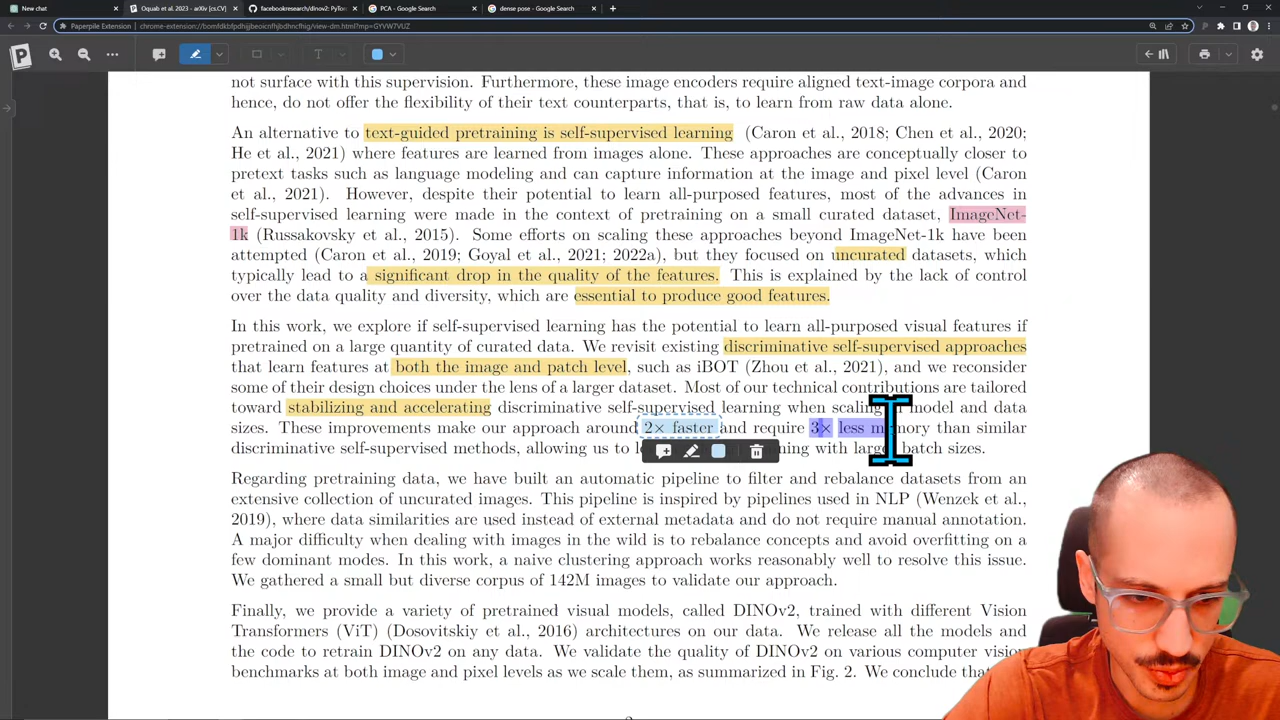 New chat
Oquab et al. 2023 - arXiv [cs.CV]
facebookresearch/dinov2: PyTor
PCA - Google Search
dense pose - Google Search
Paperpile Extension
not surface with this supervision. Furthermore, these image encoders require aligned text-image corpora and
hence, do not offer the flexibility of their text counterparts, that is, to learn from raw data alone.
An alternative to text-guided pretraining is self-supervised learning (Caron et al., 2018; Chen et al., 2020;
He et al., 2021) where features are learned from images alone. These approaches are conceptually closer to
pretext tasks such as language modeling and can capture information at the image and pixel level (Caron
et al., 2021). However, despite their potential to learn all-purposed features, most of the advances in
self-supervised learning were made in the context of pretraining on a small curated dataset, ImageNet-
1k (Russakovsky et al., 2015). Some efforts on scaling these approaches beyond ImageNet-1k have been
attempted (Caron et al., 2019; Goyal et al., 2021; 2022a), but they focused on uncurated datasets, which
typically lead to a significant drop in the quality of the features. This is explained by the lack of control
over the data quality and diversity, which are essential to produce good features.
In this work, we explore if self-supervised learning has the potential to learn all-purposed visual features if
pretrained on a large quantity of curated data. We revisit existing discriminative self-supervised approaches
that learn features at both the image and patch level, such as iBOT (Zhou et al., 2021), and we reconsider
some of their design choices under the lens of a larger dataset. Most of our technical contributions are tailored
toward stabilizing and accelerating discriminative self-supervised learning when scaling in model and data
sizes. These improvements make our approach around 2× faster and require 3× less memory than similar
discriminative self-supervised methods, allowing us to with larger batch sizes.
Regarding pretraining data, we have built an automatic pipeline to filter and rebalance datasets from an
extensive collection of uncurated images. This pipeline is inspired by pipelines used in NLP (Wenzek et al.,
2019), where data similarities are used instead of external metadata and do not require manual annotation.
A major difficulty when dealing with images in the wild is to rebalance concepts and avoid overfitting on a
few dominant modes. In this work, a naive clustering approach works reasonably well to resolve this issue.
We gathered a small but diverse corpus of 142M images to validate our approach.
Finally, we provide a variety of pretrained visual models, called DINOv2, trained with different Vision
Transformers (ViT) (Dosovitskiy et al., 2016) architectures on our data. We release all the models and
the code to retrain DINOv2 on any data. We validate the quality of DINOv2 on various computer vision
benchmarks at both image and pixel levels as we scale them, as summarized in Fig. 2. We conclude that